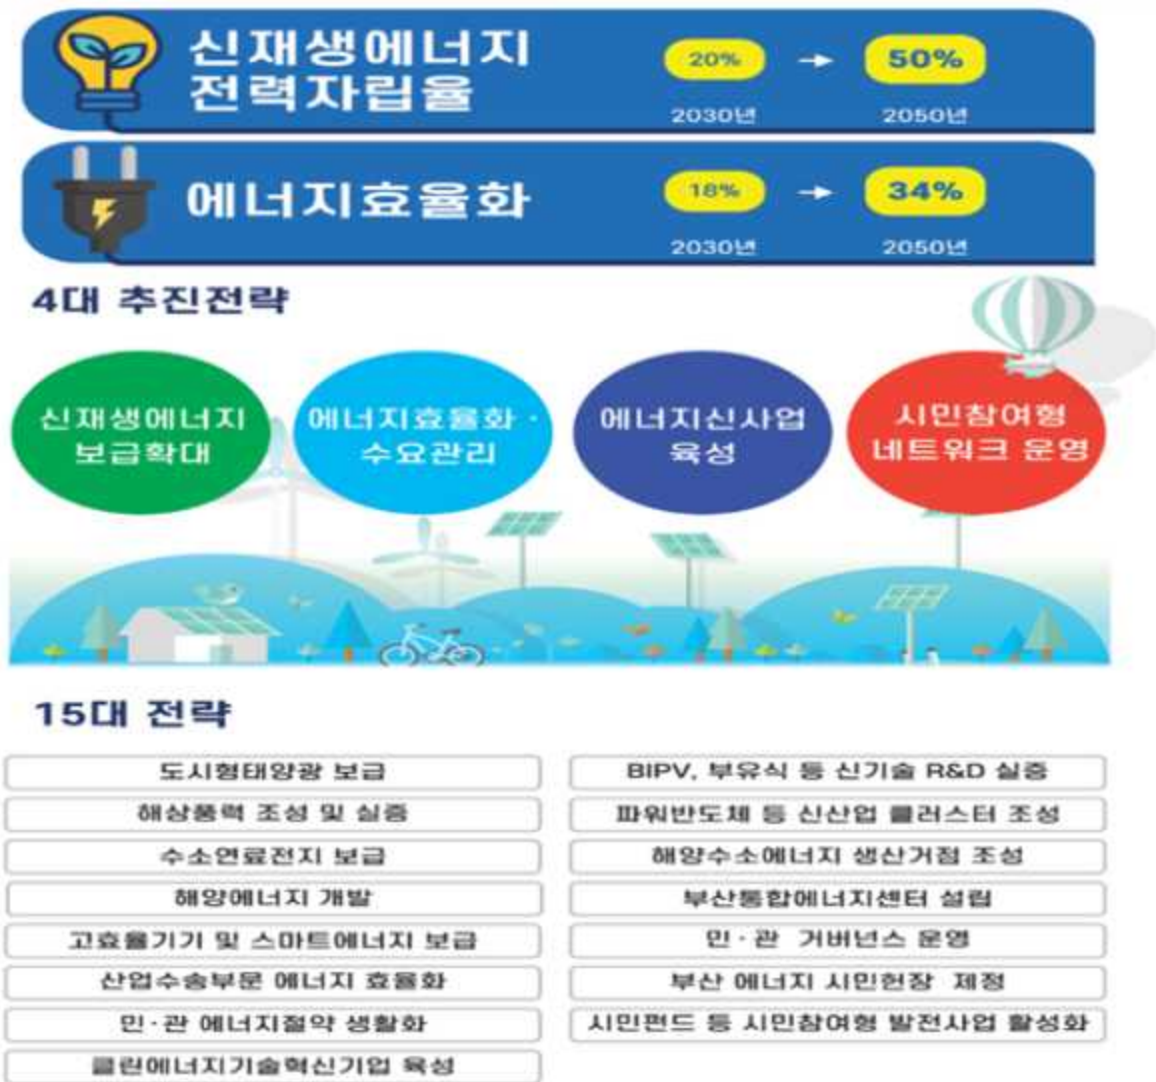 신재생에너지
전력자립율
20% → 50%
2030년 2050년
에너지효율화
18% → 34%
2030년 2050년
4대 추진전략
신재생에너지
보급확대
에너지효율화·
수요관리
에너지신사업
육성
시민참여형
네트워크 운영
15대 전략
도시형태양광 보급
해상풍력 조성 및 실증
수소연료전지 보급
해양에너지 개발
고효율기기 및 스마트에너지 보급
산업수송부문 에너지 효율화
민·관 에너지절약 생활화
클린에너지기술혁신기업 육성
BIPV, 부유식 등 신기술 R&D 실증
파워반도체 등 신산업 클러스터 조성
해양수소에너지 생산거점 조성
부산통합에너지센터 설립
민·관 거버넌스 운영
부산 에너지 시민헌장 제정
시민펀드 등 시민참여형 발전사업 활성화